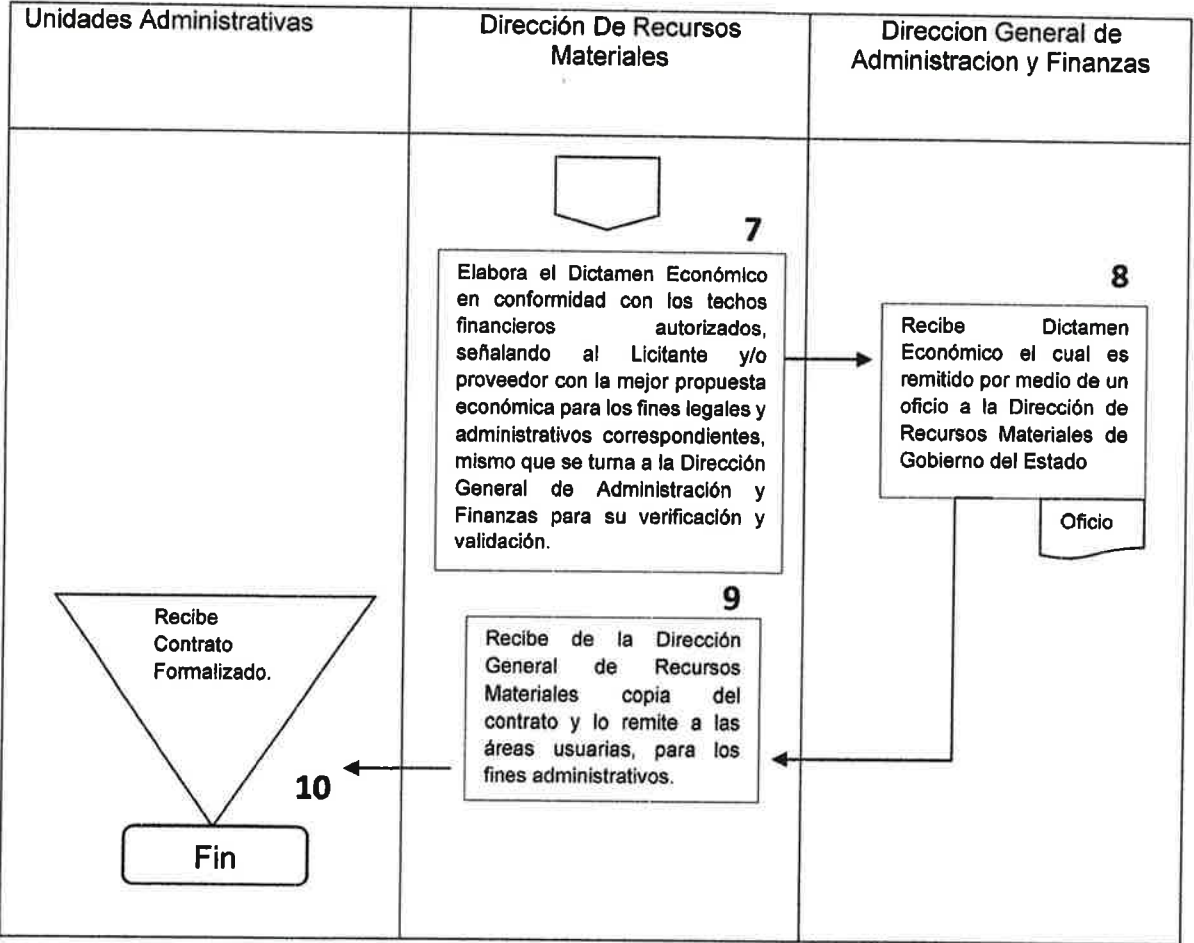 Unidades Administrativas
Dirección De Recursos
Materiales
Direccion General de
Administracion y Finanzas
7
Elabora el Dictamen Económico
en conformidad con los techos
financieros autorizados,
señalando al Licitante y/o
proveedor con la mejor propuesta
económica para los fines legales y
administrativos correspondientes,
mismo que se turna a la Dirección
General de Administración y
Finanzas para su verificación y
validación.
8
Recibe Dictamen
Económico el cual es
remitido por medio de un
oficio a la Dirección de
Recursos Materiales de
Gobierno del Estado
Oficio
9
Recibe de la Dirección
General de Recursos
Materiales copia del
contrato y lo remite a las
áreas usuarias, para los
fines administrativos.
Recibe
Contrato
Formalizado.
10
Fin